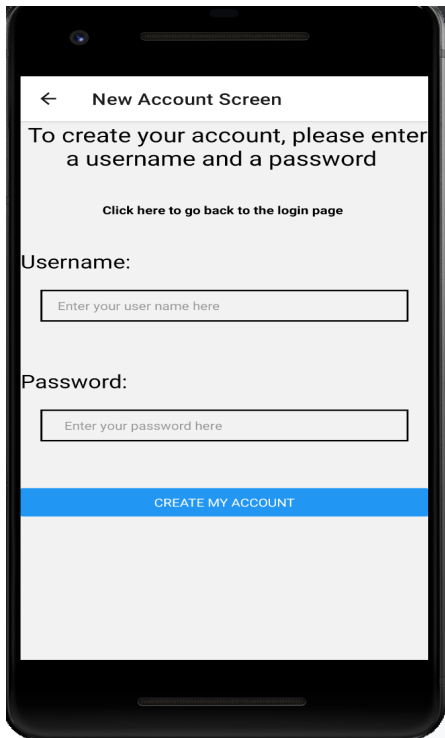 New Account Screen
To create your account, please enter
a username and a password
Click here to go back to the login page
Username:
Enter your user name here
Password:
Enter your password here
CREATE MY ACCOUNT